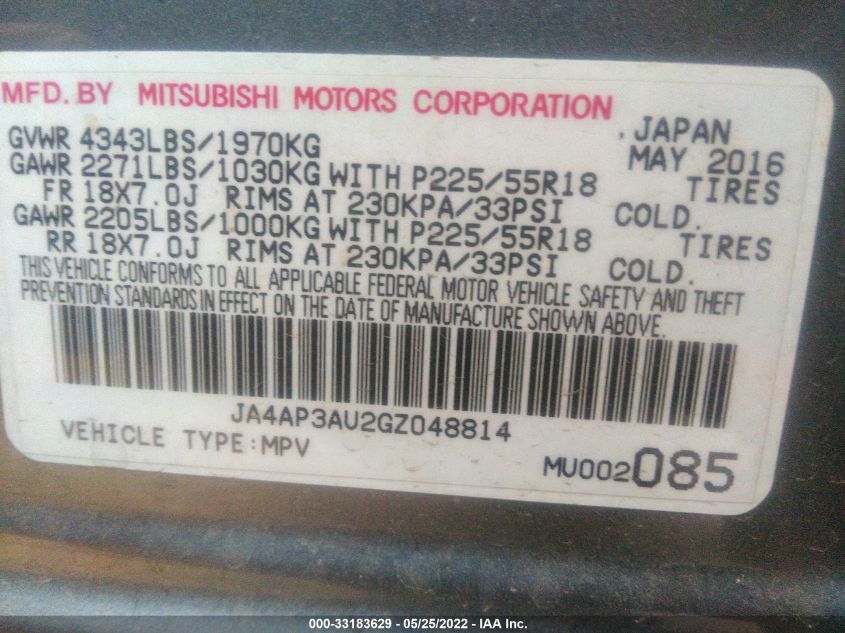 MFD. BY MITSUBISHI MOTORS CORPORATION
. JAPAN
GVWR 4343LBS/1970KG MAY 2016
GAWR 2271LBS/1030KG WITH P225/55R18 TIRES
FR 18X7.0J RIMS AT 230KPA/33PSI COLD.
GAWR 2205LBS/1000KG WITH P225/55R18 TIRES
RR 18X7.0J RIMS AT 230KPA/33PSI COLD.
THIS VEHICLE CONFORMS TO ALL APPLICABLE FEDERAL MOTOR VEHICLE SAFETY AND THEFT
PREVENTION STANDARDS IN EFFECT ON THE DATE OF MANUFACTURE SHOWN ABOVE.
JA4AP3AU2GZ048814
VEHICLE TYPE:MPV
MU002085
000-33183629 - 05/25/2022 - IAA Inc.